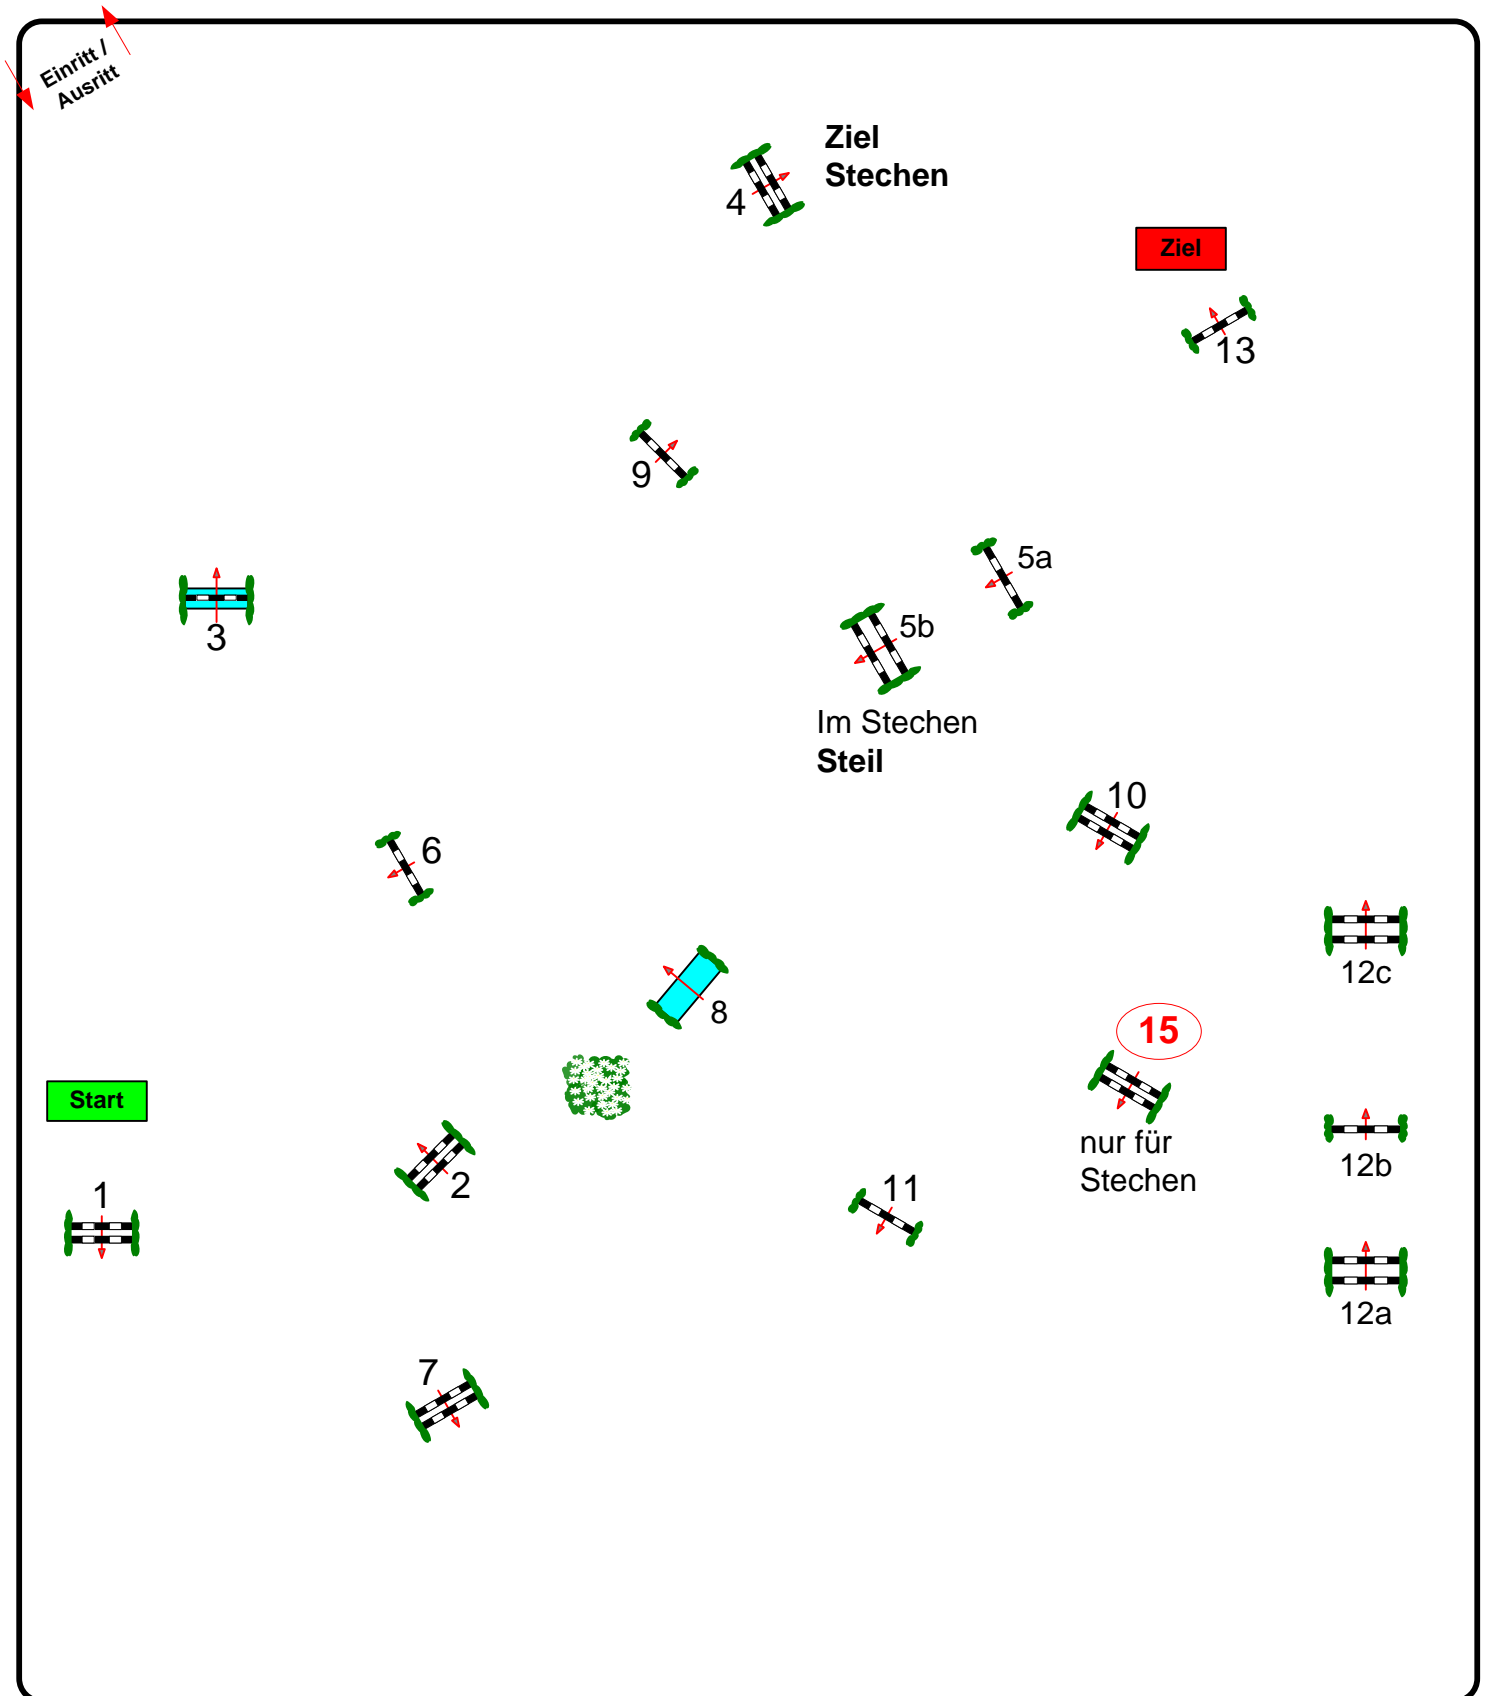 Einritt /
Ausritt
Ziel
Stechen
4
Ziel
13
9
5a
3
5b
Im Stechen
Steil
10
6
12c
8
15
Start
nur für
Stechen
12b
2
1
11
12a
7